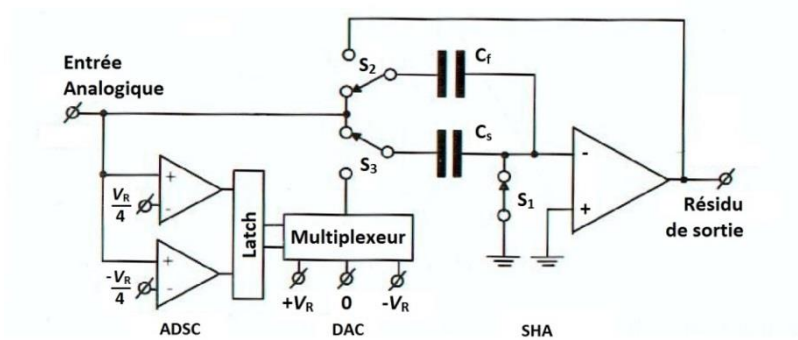 Entrée
Analogique
S2
Cf
Cs
S3
S1
+
-
VR
4
+
-
-VR
4
Latch
Multiplexeur
+VR
0
-VR
-
+
Résidu
de sortie
ADSC
DAC
SHA